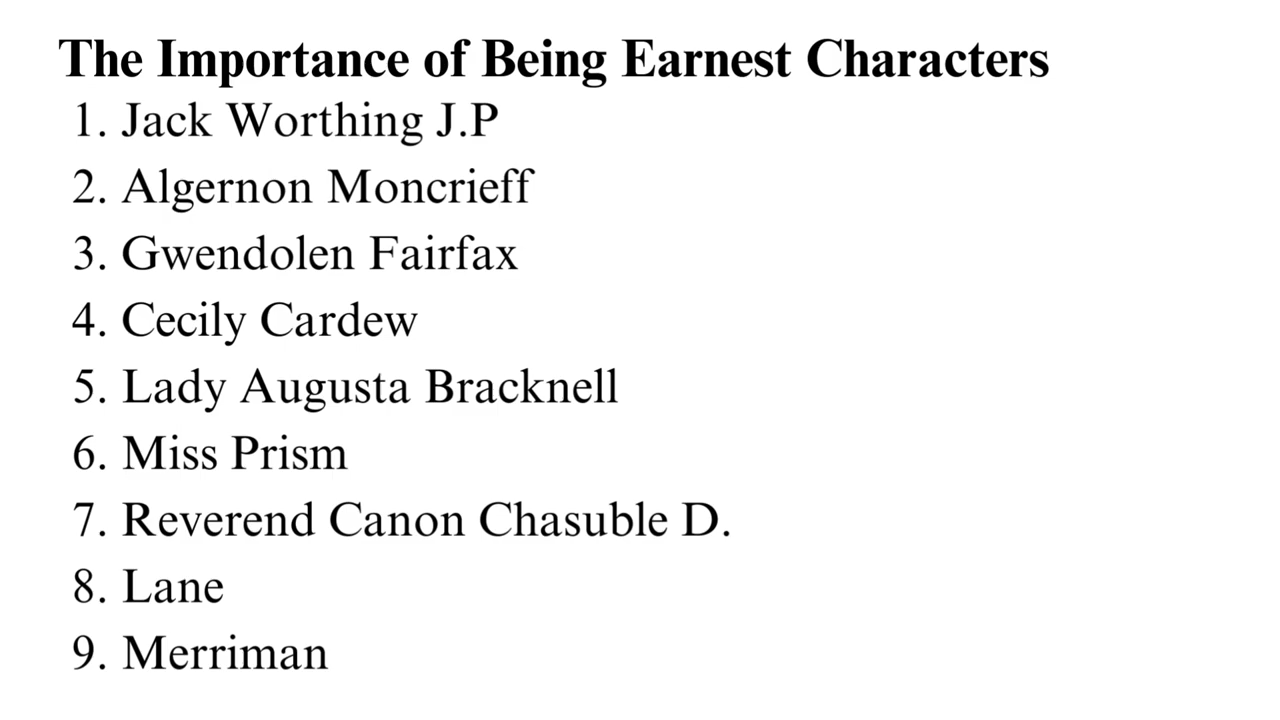 The Importance of Being Earnest Characters
1. Jack Worthing J.P
2. Algernon Moncrieff
3. Gwendolen Fairfax
4. Cecily Cardew
5. Lady Augusta Bracknell
6. Miss Prism
7. Reverend Canon Chasuble D.
8. Lane
9. Merriman